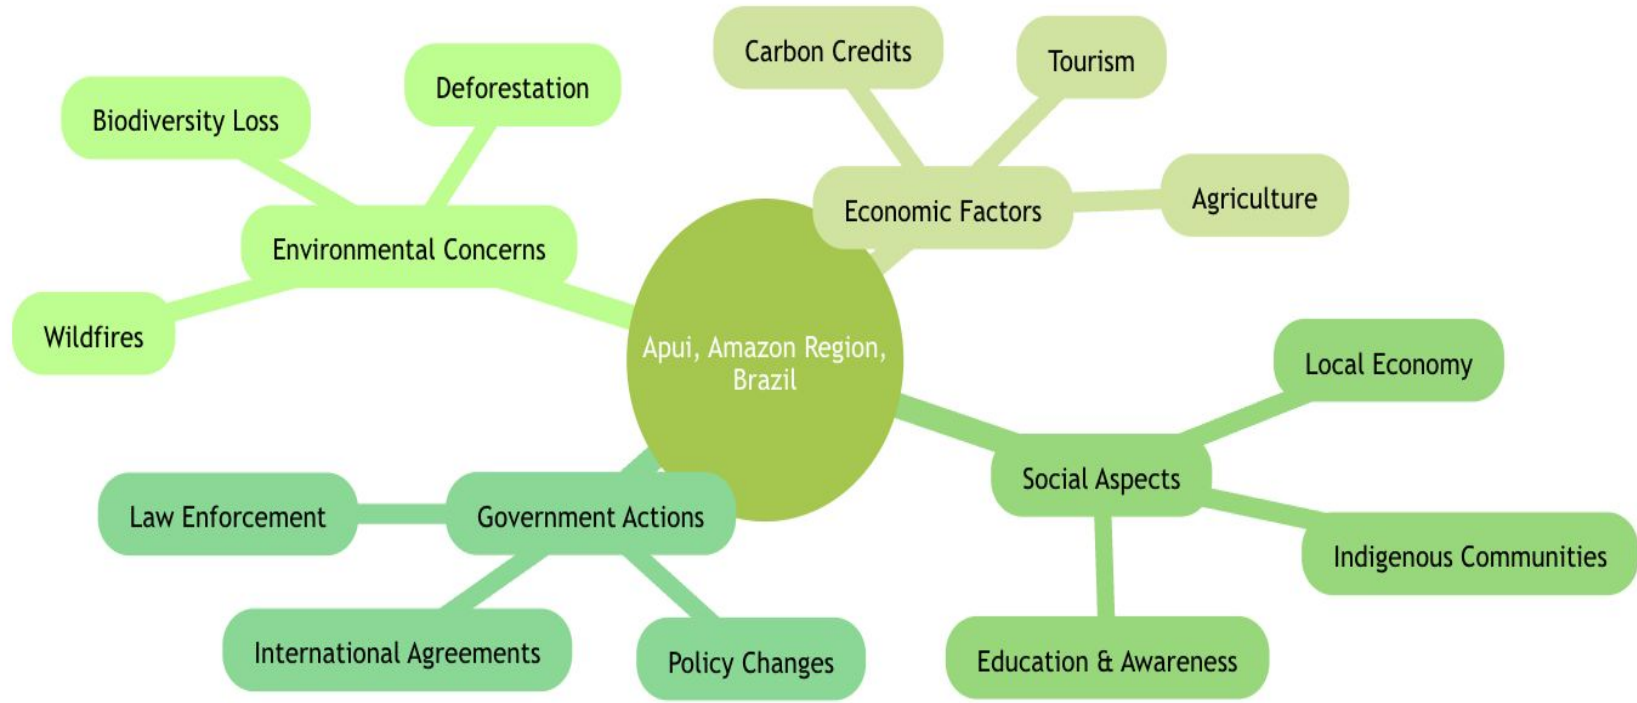 Apui, Amazon Region,
Brazil
Environmental Concerns
Deforestation
Biodiversity Loss
Wildfires
Economic Factors
Carbon Credits
Tourism
Agriculture
Social Aspects
Local Economy
Indigenous Communities
Education & Awareness
Government Actions
Law Enforcement
International Agreements
Policy Changes